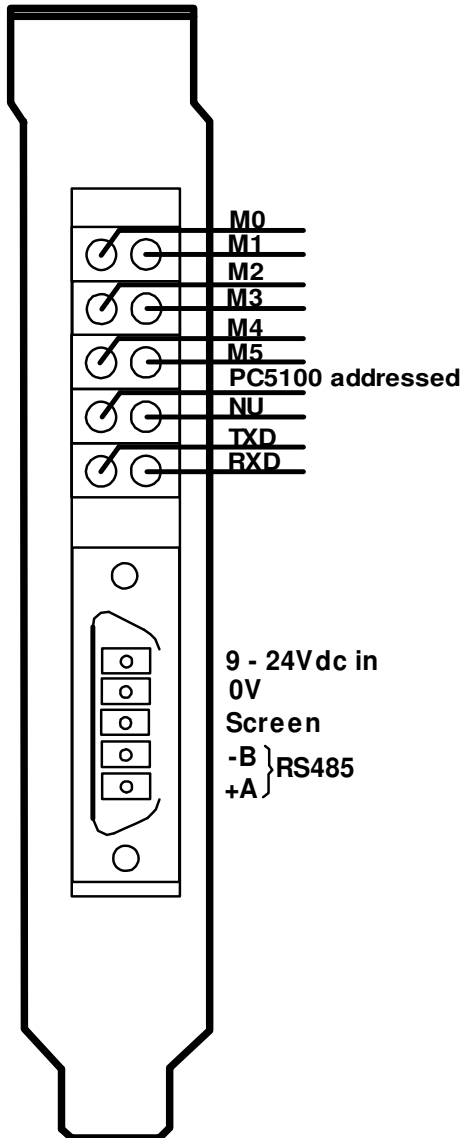 M0
M1
M2
M3
M4
M5
PC5100 addressed
NU
TXD
RXD
9 - 24Vdc in
0V
Screen
-B
RS485
+A